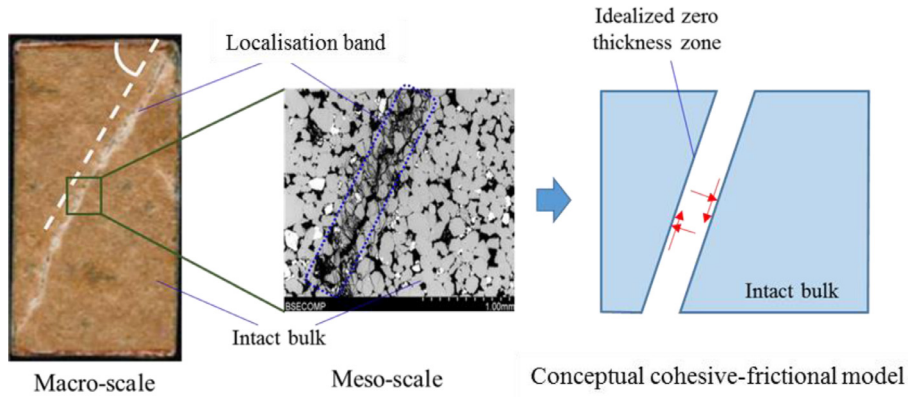 Localisation band
Idealized zero
thickness zone
BSECOMP
1.00mm
Intact bulk
Intact bulk
Macro-scale
Meso-scale
Conceptual cohesive-frictional model